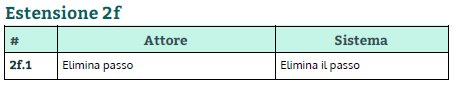 Estensione 2f
# Attore Sistema
2f.1 Elimina passo Elimina il passo